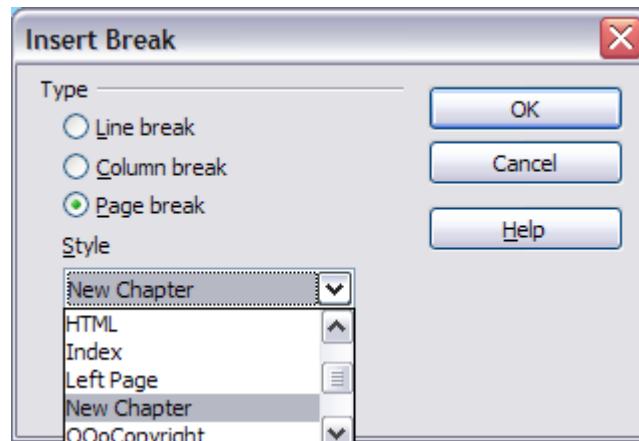 Insert Break
Type
Line break
Column break
Page break
Style
New Chapter
HTML
Index
Left Page
New Chapter
OOoCopyright
OK
Cancel
Help